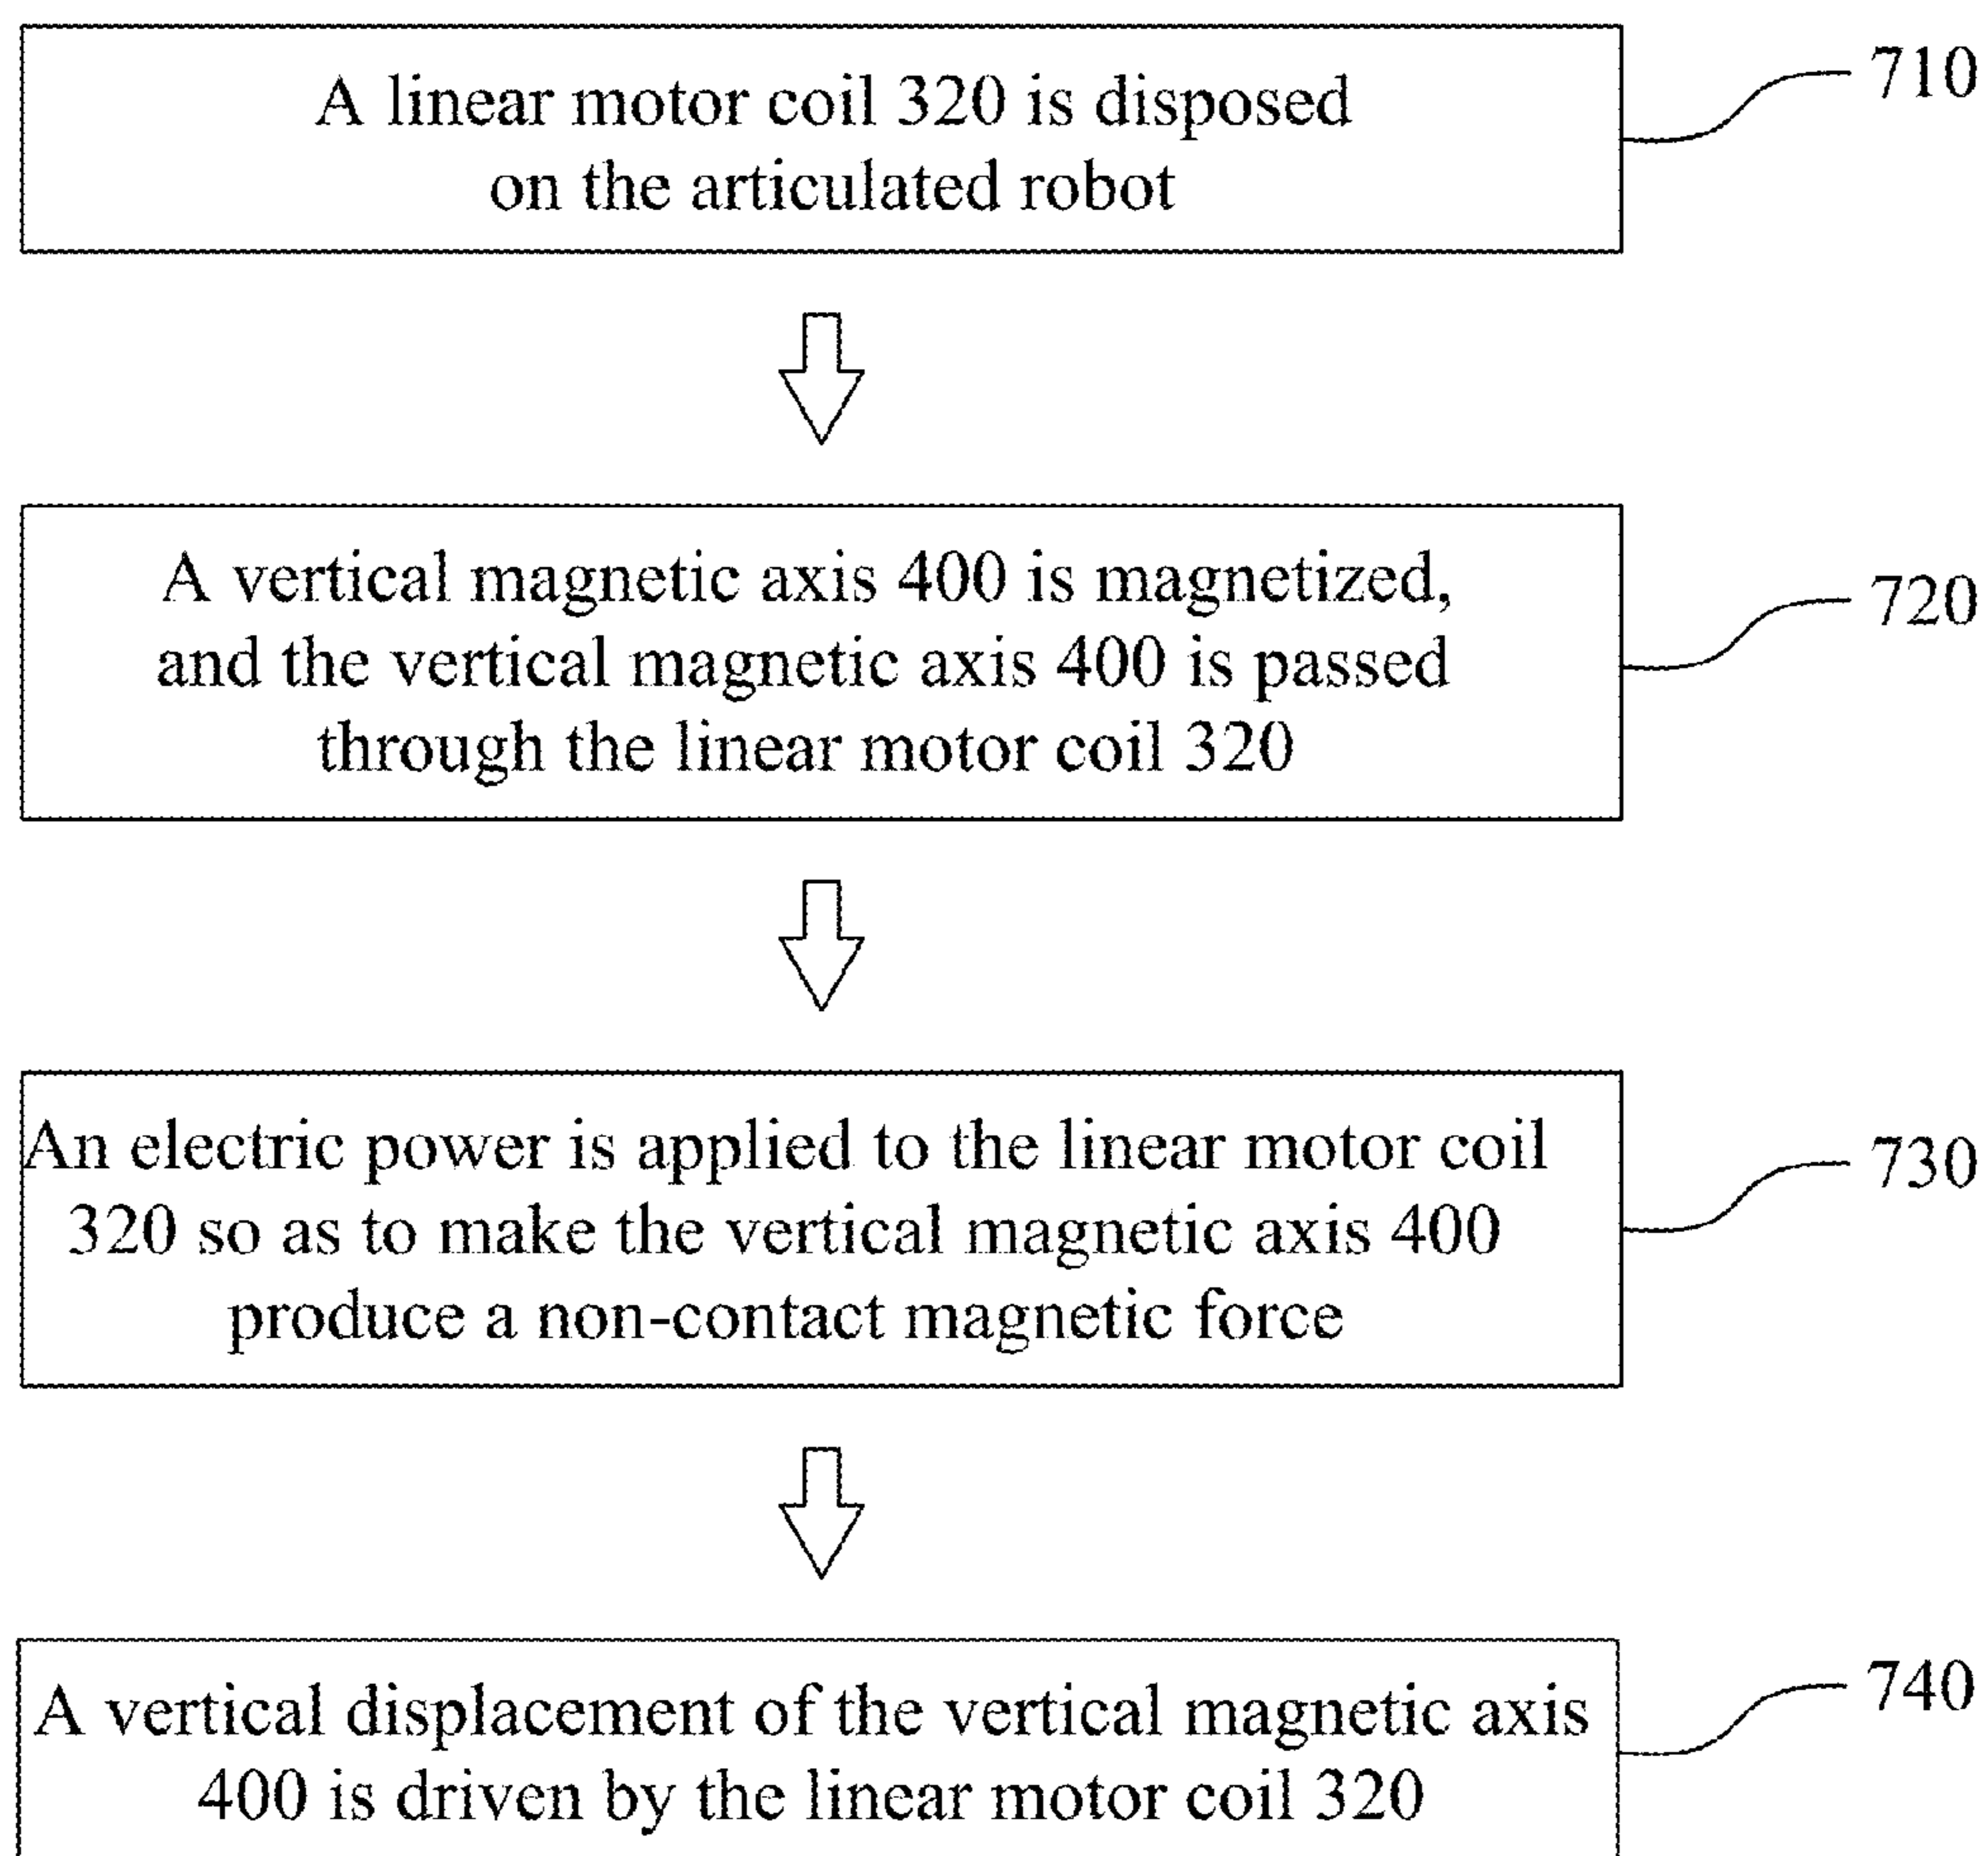 A linear motor coil 320 is disposed
on the articulated robot
710
A vertical magnetic axis 400 is magnetized,
and the vertical magnetic axis 400 is passed
through the linear motor coil 320
720
An electric power is applied to the linear motor coil
320 so as to make the vertical magnetic axis 400
produce a non-contact magnetic force
730
A vertical displacement of the vertical magnetic axis
400 is driven by the linear motor coil 320
740